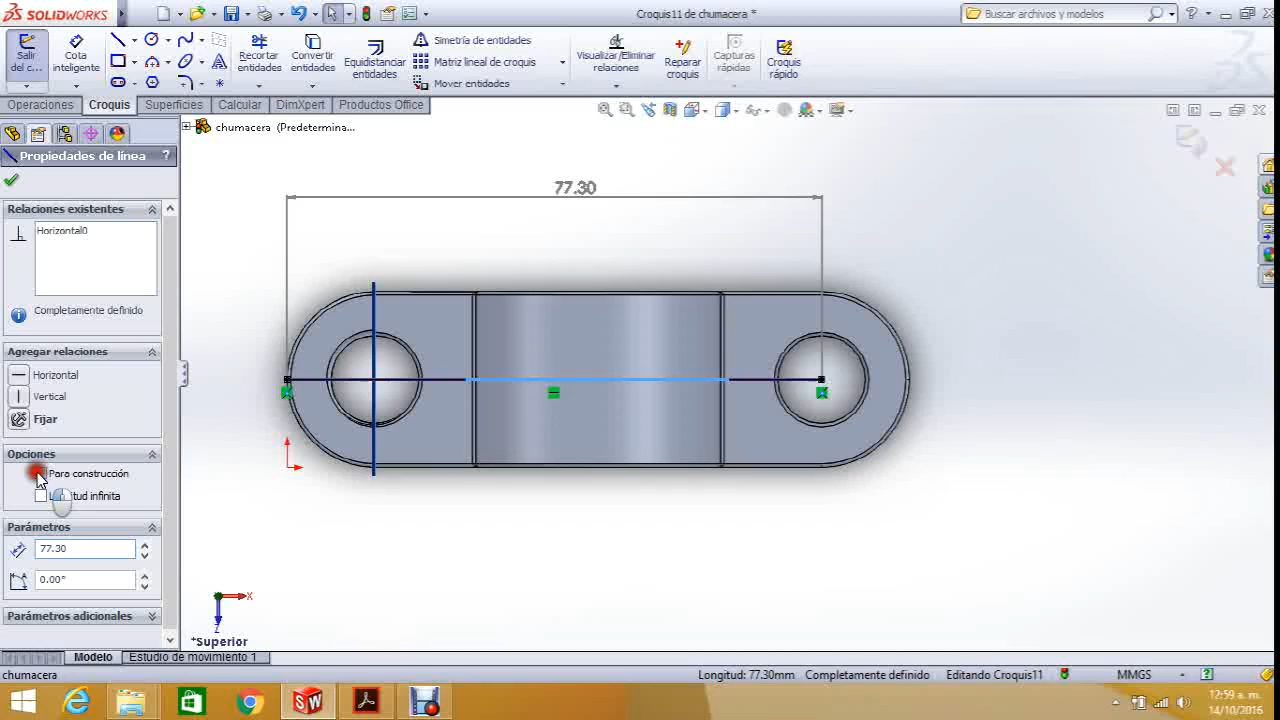 SOLIDWORKS
Croquis11 de chumacera *
Buscar archivos y modelos
Salir del c...
Cota inteligente
Recortar entidades
Convertir entidades
Equidistancar entidades
Simetría de entidades
Matriz lineal de croquis
Mover entidades
Visualizar/Eliminar relaciones
Reparar croquis
Capturas rápidas
Croquis rápido
Operaciones Croquis Superficies Calcular DimXpert Productos Office
chumacera (Predetermina...
Propiedades de línea ?
Relaciones existentes
Horizontal0
Completamente definido
Agregar relaciones
Horizontal
Vertical
Fijar
Opciones
Para construcción
Parámetros
77.30
0.00°
Parámetros adicionales
77.30
X
Z
*Superior
Modelo Estudio de movimiento 1
chumacera
Longitud: 77.30mm Completamente definido Editando Croquis11 MMGS
12:59 a. m.
14/10/2016